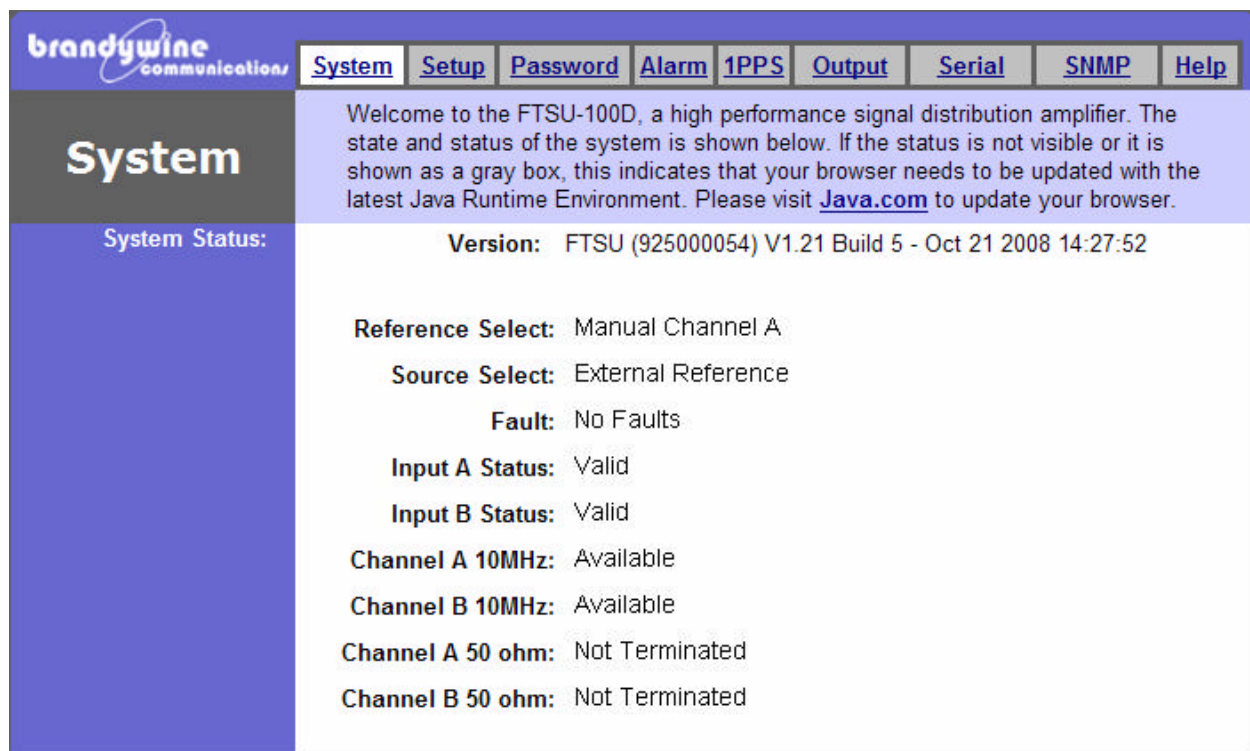 brandywine
communications
System Setup Password Alarm 1PPS Output Serial SNMP Help
System
Welcome to the FTSU-100D, a high performance signal distribution amplifier. The
state and status of the system is shown below. If the status is not visible or it is
shown as a gray box, this indicates that your browser needs to be updated with the
latest Java Runtime Environment. Please visit Java.com to update your browser.
System Status:
Version: FTSU (925000054) V1.21 Build 5 - Oct 21 2008 14:27:52
Reference Select: Manual Channel A
Source Select: External Reference
Fault: No Faults
Input A Status: Valid
Input B Status: Valid
Channel A 10MHz: Available
Channel B 10MHz: Available
Channel A 50 ohm: Not Terminated
Channel B 50 ohm: Not Terminated